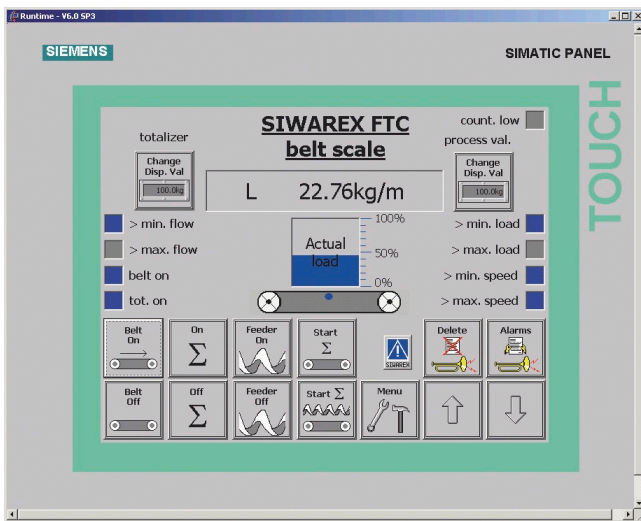 Runtime - V6.0 SP3
SIEMENS
SIMATIC PANEL
TOUCH
SIWAREX FTC
belt scale
count. low
totalizer
process val.
Change
Disp. Val
100.0kg
Change
Disp. Val
100.0kg
L 22.76kg/m
> min. flow
> max. flow
belt on
tot. on
Actual
load
100%
50%
0%
> min. load
> max. load
> min. speed
> max. speed
Belt
On
On
Σ
Feeder
On
Start
Σ
SIWAREX
Delete
Alarms
Belt
Off
Off
Σ
Feeder
Off
Start Σ
Menu